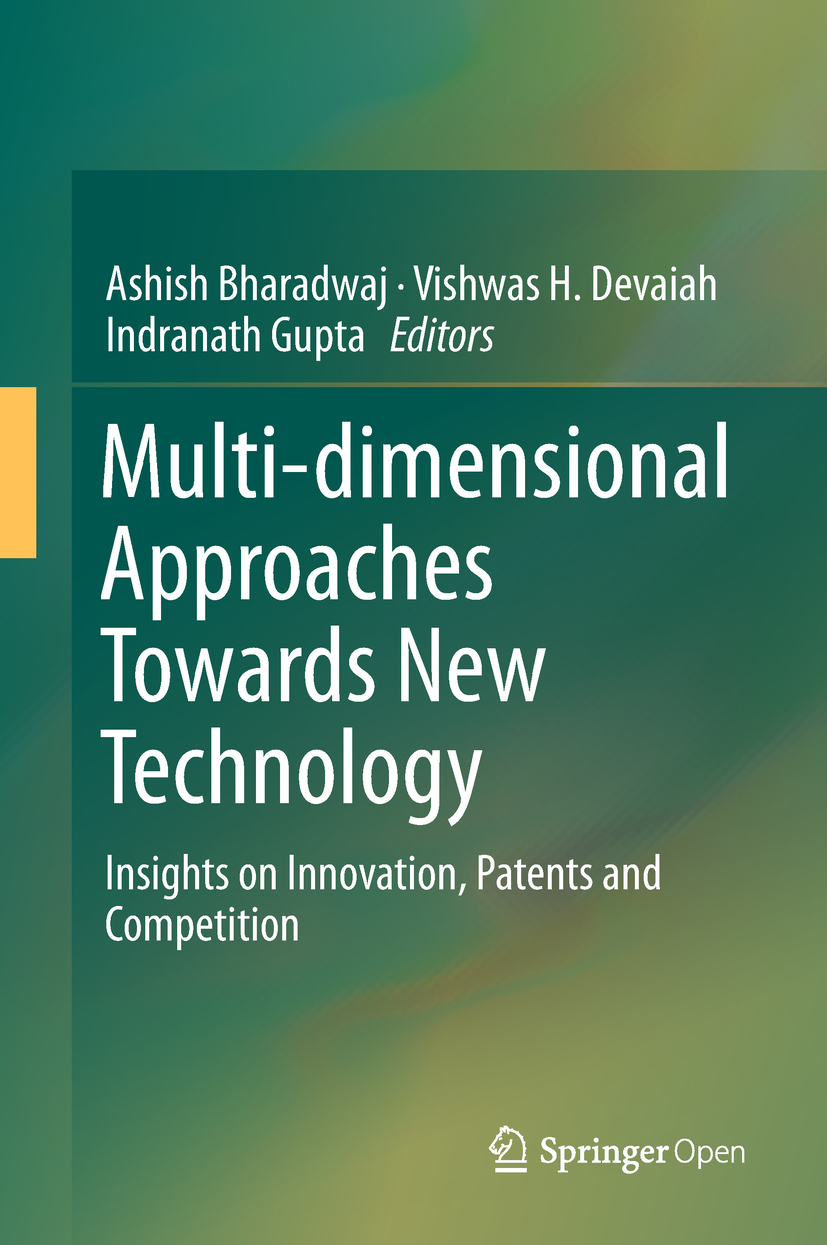 Ashish Bharadwaj · Vishwas H. Devaiah
Indranath Gupta Editors
Multi-dimensional
Approaches
Towards New
Technology
Insights on Innovation, Patents and
Competition
Springer Open